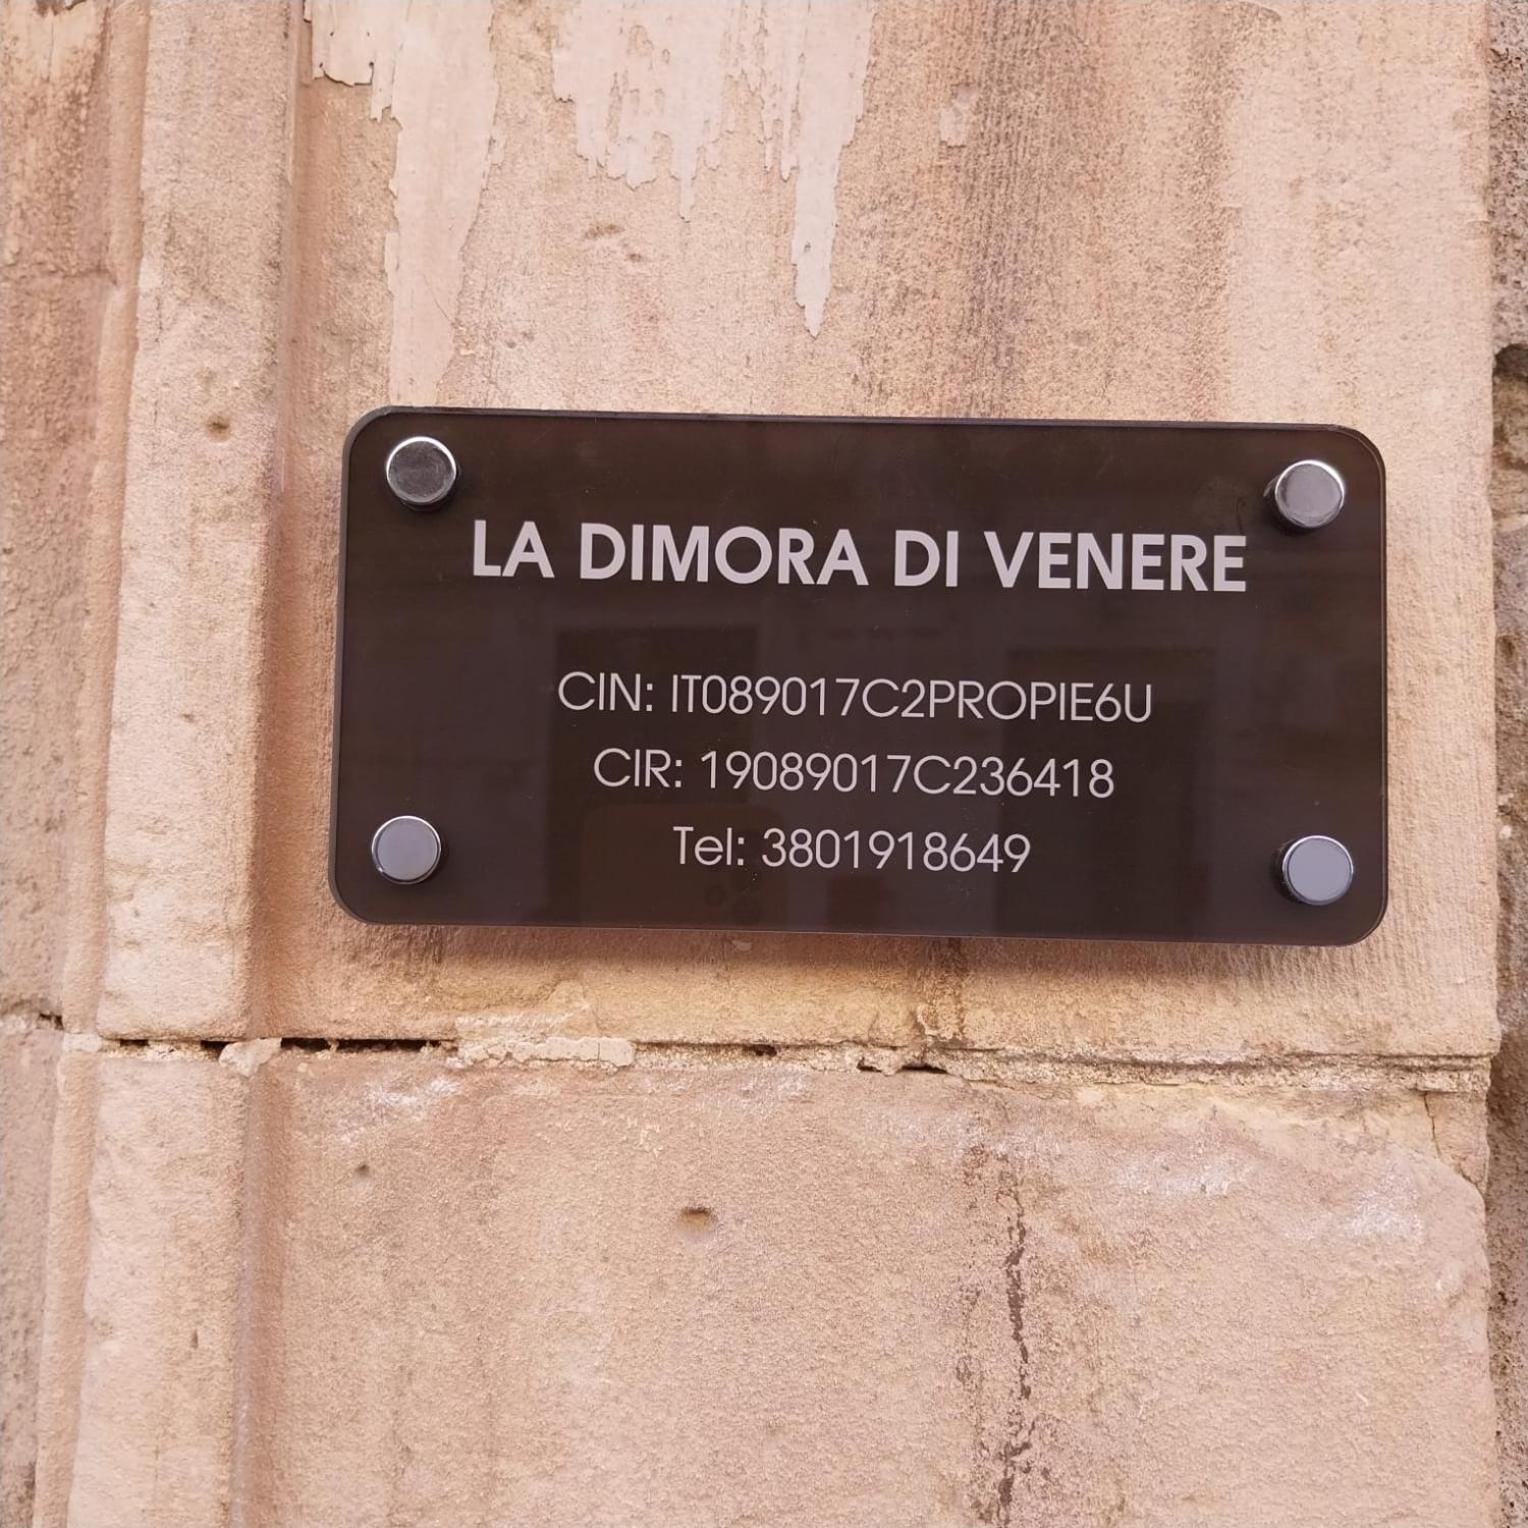 LA DIMORA DI VENERE
CIN: IT089017C2PROPIE6U
CIR: 19089017C236418
Tel: 3801918649